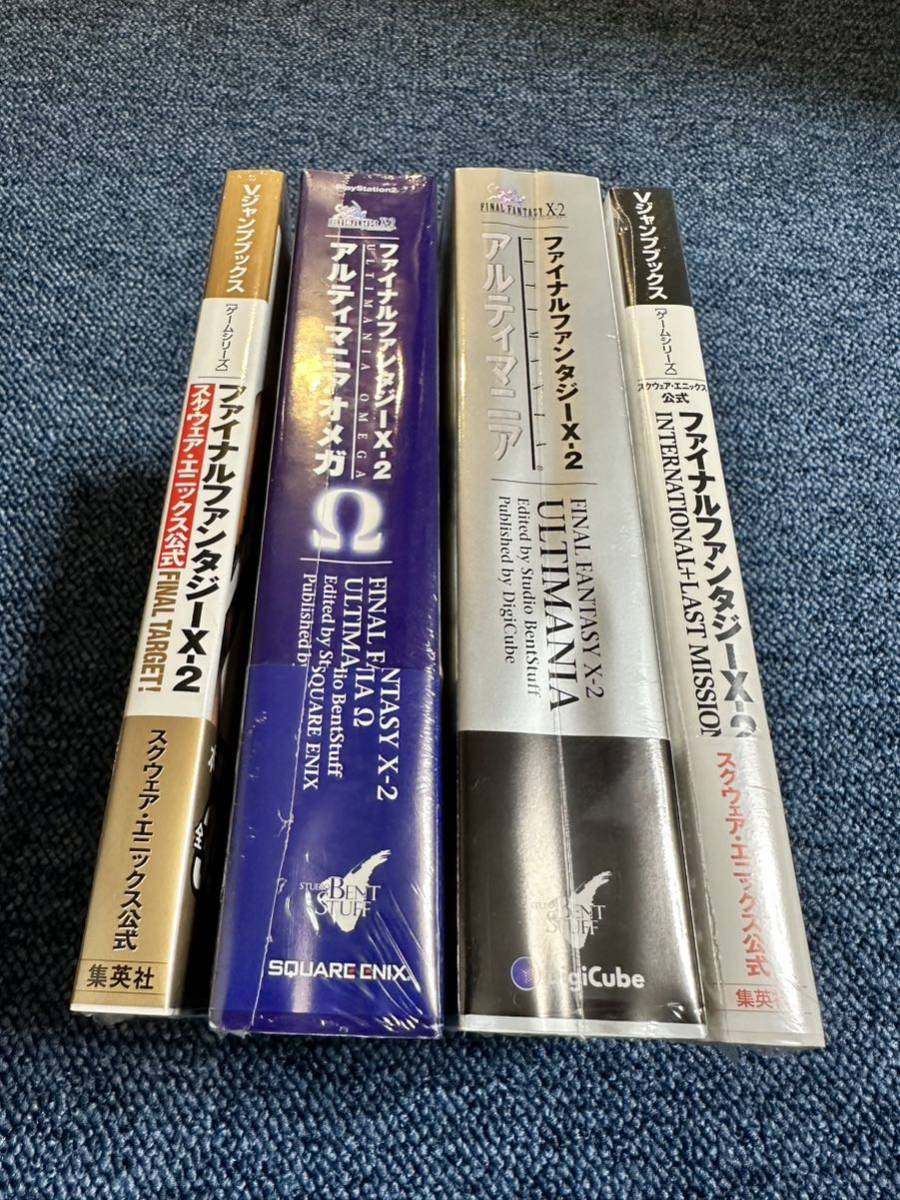 Vジャンプブックス
[ゲームシリーズ]
ファイナルファンタジーX-2
スクウェア・エニックス公式
FINAL TARGET!
スクウェア・エニックス公式
集英社
PlayStation2
FINAL FANTASY X-2
ファイナルファンタジーX-2
ULTIMANIA OMEGA
アルティマニアオメガ
Ω
FINAL FANTASY X-2
ULTIMANIA Ω
Edited by Studio BentStuff
Published by SQUARE ENIX
STUDIO
BENT
STUFF
SQUARE ENIX
FINAL FANTASY X-2
ファイナルファンタジーX-2
アルティマニア
FINAL FANTASY X-2
ULTIMANIA
Edited by Studio BentStuff
Published by DigiCube
STUDIO
BENT
STUFF
DigiCube
Vジャンプブックス
[ゲームシリーズ]
スクウェア・エニックス
公式
ファイナルファンタジーX-2
INTERNATIONAL+LAST MISSION
スクウェア・エニックス公式
集英社